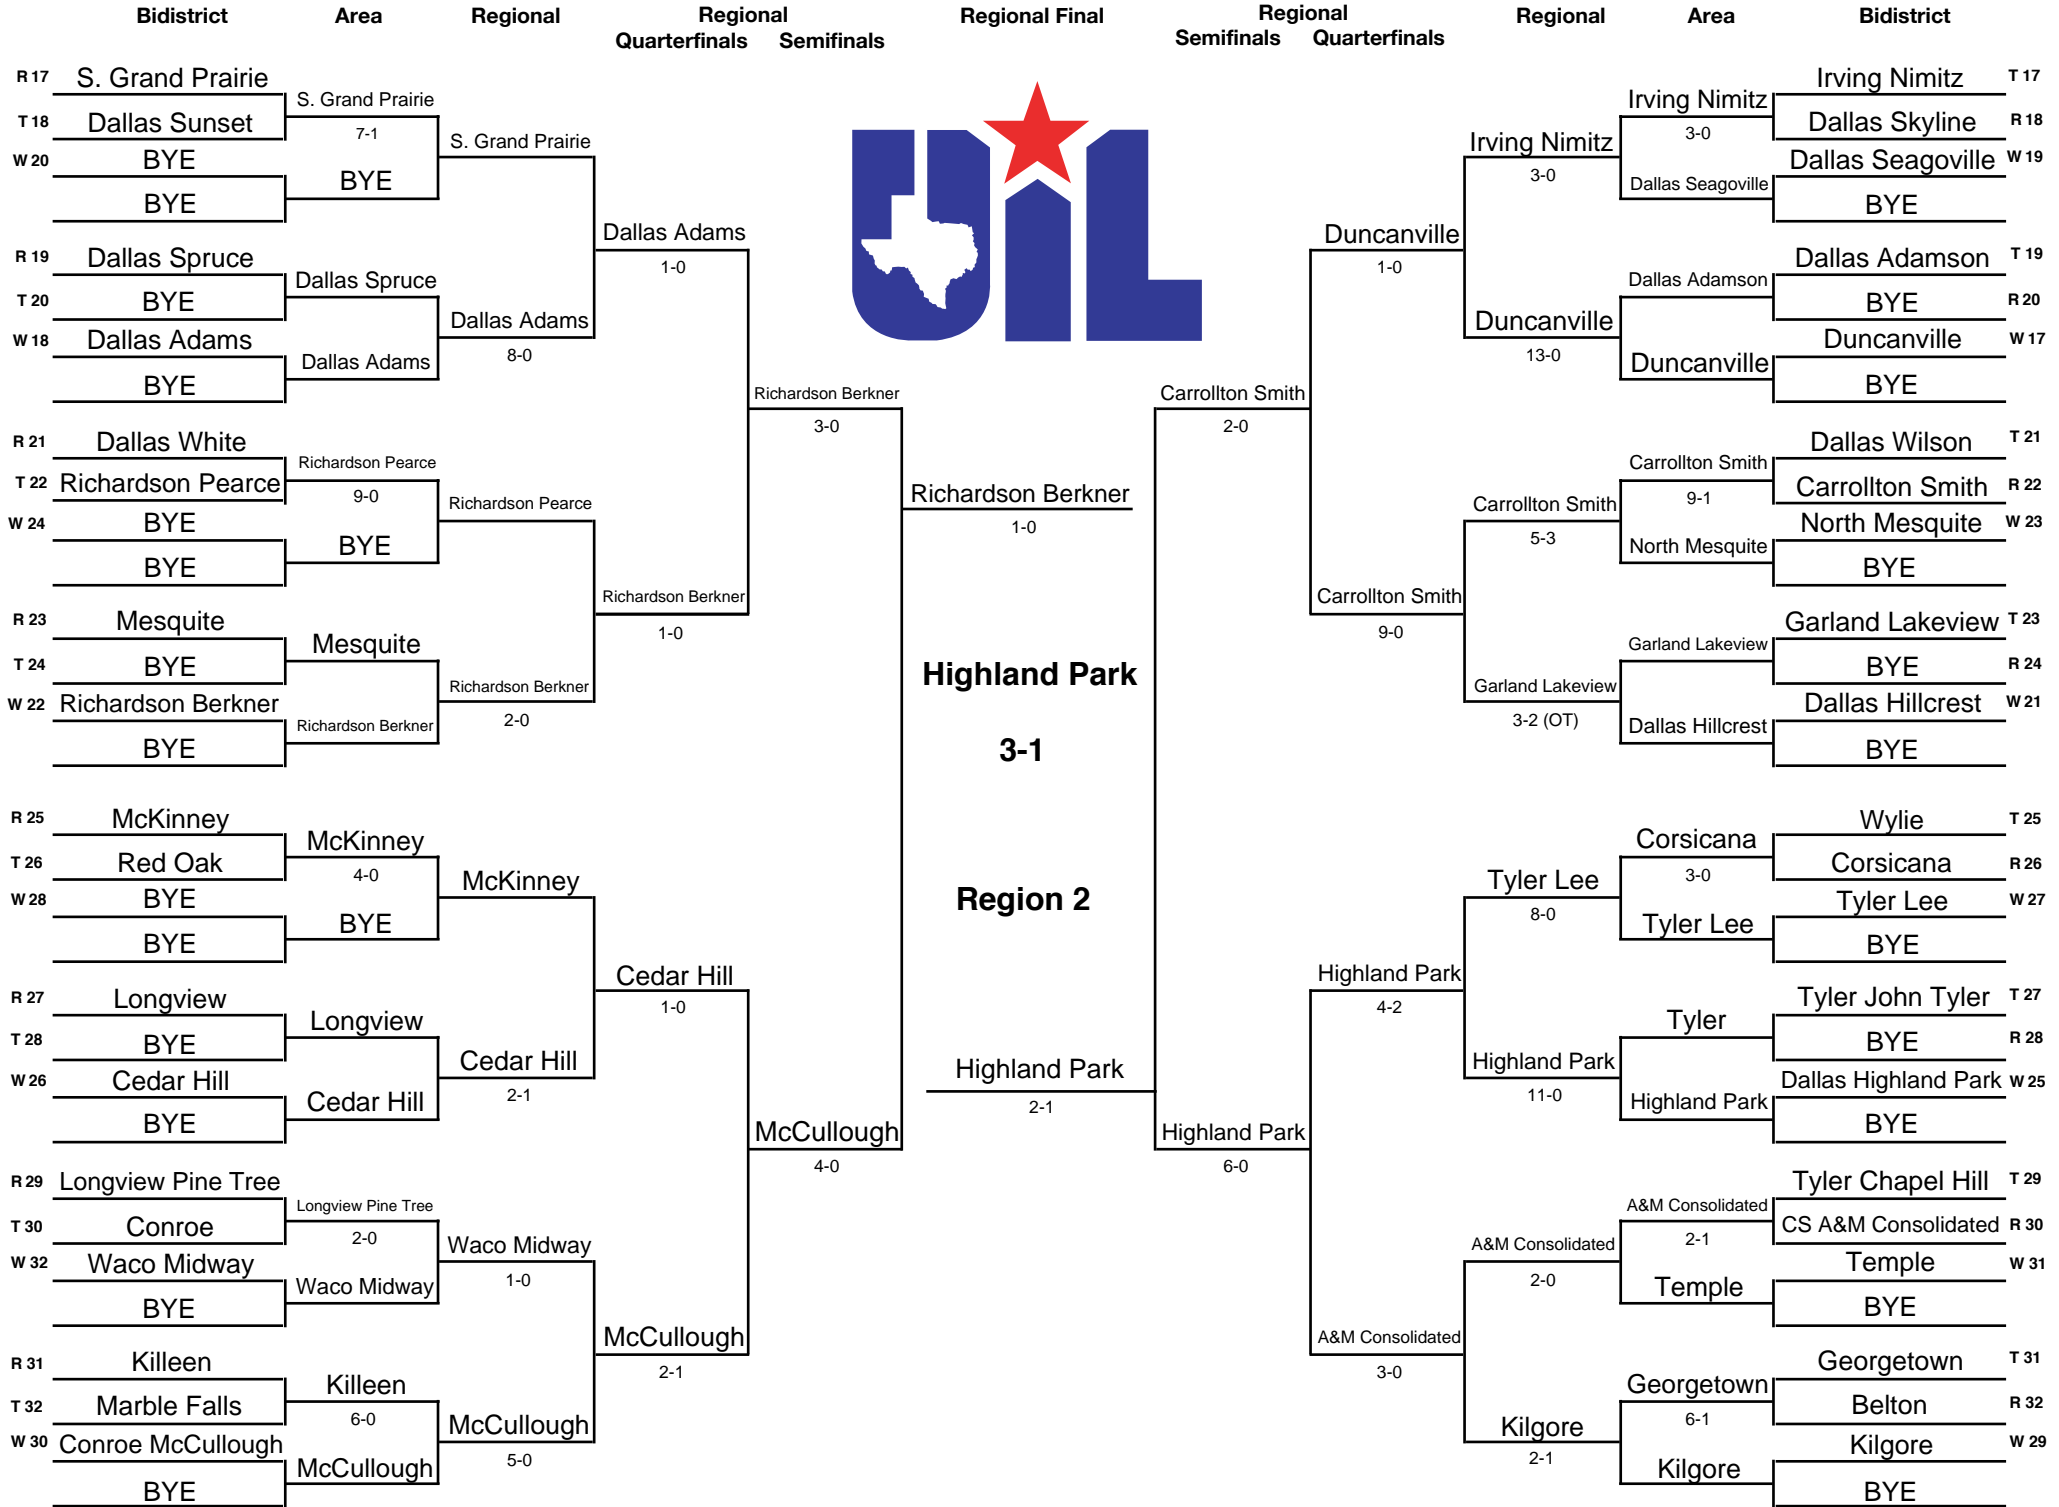 Bidistrict Area Regional Regional Regional Final Regional Regional Area Bidistrict
Quarterfinals Semifinals Semifinals Quarterfinals
R 17 S. Grand Prairie
T 18 Dallas Sunset
W 20 BYE
BYE
R 19 Dallas Spruce
T 20 BYE
W 18 Dallas Adams
BYE
R 21 Dallas White
T 22 Richardson Pearce
W 24 BYE
BYE
R 23 Mesquite
T 24 BYE
W 22 Richardson Berkner
BYE
R 25 McKinney
T 26 Red Oak
W 28 BYE
BYE
R 27 Longview
T 28 BYE
W 26 Cedar Hill
BYE
R 29 Longview Pine Tree
T 30 Conroe
W 32 Waco Midway
BYE
R 31 Killeen
T 32 Marble Falls
W 30 Conroe McCullough
BYE
S. Grand Prairie
7-1
BYE
Dallas Spruce
Dallas Adams
Richardson Pearce
9-0
BYE
Mesquite
Richardson Berkner
McKinney
4-0
BYE
Longview
Cedar Hill
Longview Pine Tree
2-0
Waco Midway
Killeen
6-0
McCullough
S. Grand Prairie
Dallas Adams
8-0
Richardson Pearce
Richardson Berkner
2-0
McKinney
Cedar Hill
2-1
Waco Midway
1-0
McCullough
5-0
Dallas Adams
1-0
Richardson Berkner
1-0
Cedar Hill
1-0
McCullough
2-1
Richardson Berkner
3-0
McCullough
4-0
UIL
Richardson Berkner
1-0
Highland Park
3-1
Region 2
Highland Park
2-1
Carrollton Smith
2-0
Highland Park
6-0
Duncanville
1-0
Carrollton Smith
9-0
Highland Park
4-2
A&M Consolidated
3-0
Irving Nimitz
3-0
Duncanville
13-0
Carrollton Smith
5-3
Garland Lakeview
3-2 (OT)
Tyler Lee
8-0
Highland Park
11-0
A&M Consolidated
2-0
Kilgore
2-1
Irving Nimitz
3-0
Dallas Seagoville
Dallas Adamson
Duncanville
Carrollton Smith
9-1
North Mesquite
Garland Lakeview
Dallas Hillcrest
Corsicana
3-0
Tyler Lee
Tyler
Highland Park
A&M Consolidated
2-1
Temple
Georgetown
6-1
Kilgore
Irving Nimitz T 17
Dallas Skyline R 18
Dallas Seagoville W 19
BYE
Dallas Adamson T 19
BYE R 20
Duncanville W 17
BYE
Dallas Wilson T 21
Carrollton Smith R 22
North Mesquite W 23
BYE
Garland Lakeview T 23
BYE R 24
Dallas Hillcrest W 21
BYE
Wylie T 25
Corsicana R 26
Tyler Lee W 27
BYE
Tyler John Tyler T 27
BYE R 28
Dallas Highland Park W 25
BYE
Tyler Chapel Hill T 29
CS A&M Consolidated R 30
Temple W 31
BYE
Georgetown T 31
Belton R 32
Kilgore W 29
BYE